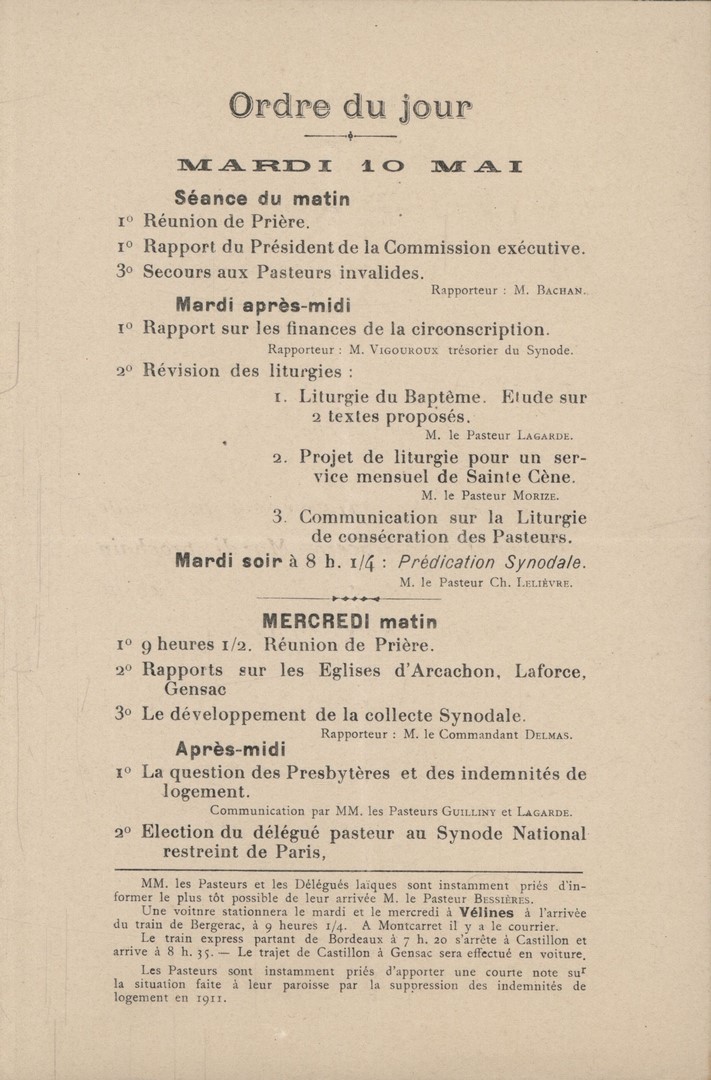 Ordre du jour
MARDI 10 MAI
Séance du matin
1º Réunion de Prière.
1º Rapport du Président de la Commission exécutive.
3º Secours aux Pasteurs invalides.
Rapporteur : M. BACHAN.
Mardi après-midi
1º Rapport sur les finances de la circonscription.
Rapporteur : M. VIGOUROUX trésorier du Synode.
2º Révision des liturgies :
1. Liturgie du Baptême. Etude sur
2 textes proposés.
M. le Pasteur LAGARDE.
2. Projet de liturgie pour un ser-
vice mensuel de Sainte Cène.
M. le Pasteur MORIZE.
3. Communication sur la Liturgie
de consécration des Pasteurs.
Mardi soir à 8 h. 1/4 : Prédication Synodale.
M. le Pasteur Ch. LELIÈVRE.
MERCREDI matin
1º 9 heures 1/2. Réunion de Prière.
2º Rapports sur les Eglises d'Arcachon, Laforce,
Gensac
3º Le développement de la collecte Synodale.
Rapporteur : M. le Commandant DELMAS.
Après-midi
1º La question des Presbytères et des indemnités de
logement.
Communication par MM. les Pasteurs GUILLINY et LAGARDE.
2º Election du délégué pasteur au Synode National
restreint de Paris,
MM. les Pasteurs et les Délégués laïques sont instamment priés d'in-
former le plus tôt possible de leur arrivée M. le Pasteur BESSIÈRES.
Une voitnre stationnera le mardi et le mercredi à Vélines à l'arrivée
du train de Bergerac, à 9 heures 1/4. A Montcarret il y a le courrier.
Le train express partant de Bordeaux à 7 h. 20 s'arrête à Castillon et
arrive à 8 h. 35. — Le trajet de Castillon à Gensac sera effectué en voiture.
Les Pasteurs sont instamment priés d'apporter une courte note sur
la situation faite à leur paroisse par la suppression des indemnités de
logement en 1911.